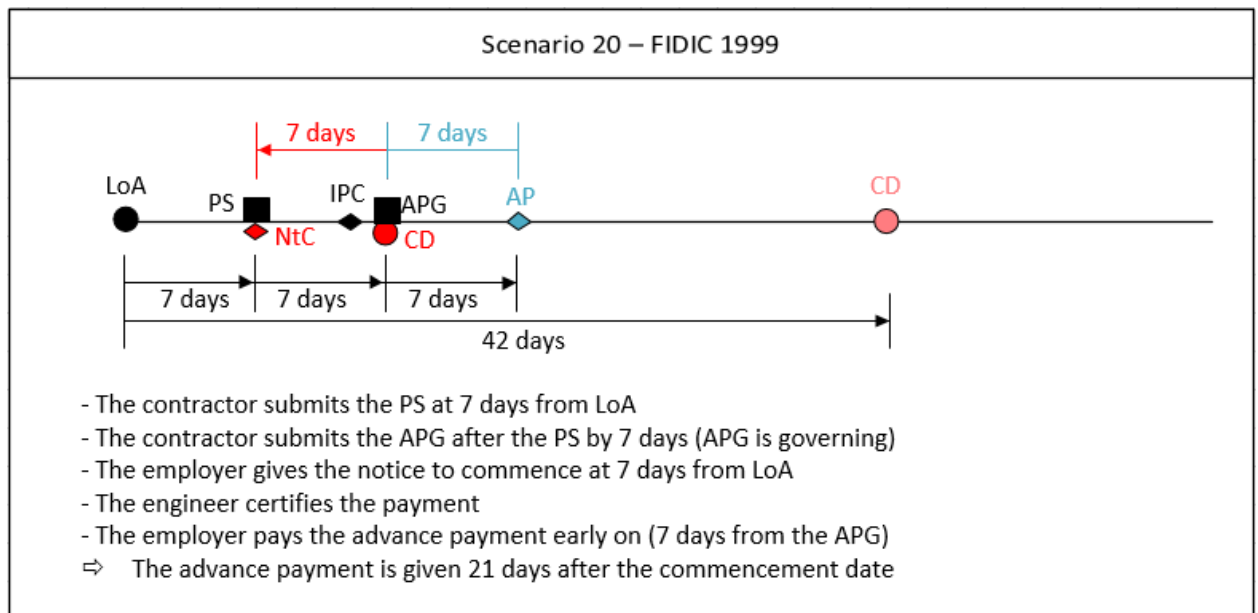 Scenario 20 – FIDIC 1999
7 days 7 days
LoA PS IPC APG AP CD
NtC CD
7 days 7 days 7 days
42 days
- The contractor submits the PS at 7 days from LoA
- The contractor submits the APG after the PS by 7 days (APG is governing)
- The employer gives the notice to commence at 7 days from LoA
- The engineer certifies the payment
- The employer pays the advance payment early on (7 days from the APG)
⇨ The advance payment is given 21 days after the commencement date